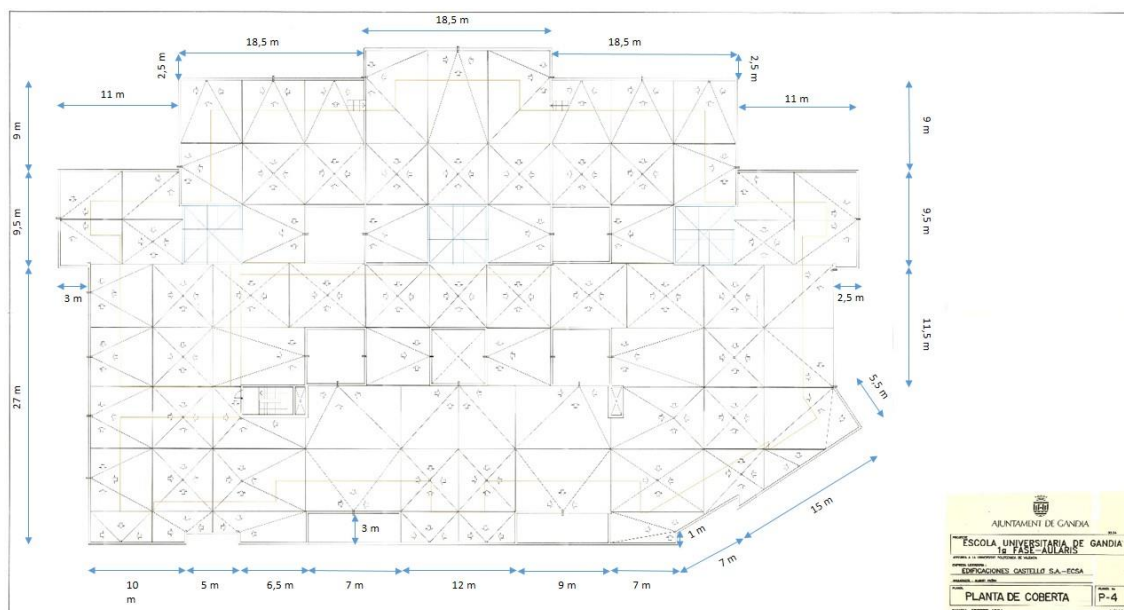 18,5 m
18,5 m
18,5 m
2,5 m
2,5 m
11 m
11 m
9 m
9 m
9,5 m
9,5 m
3 m
2,5 m
11,5 m
27 m
5,5 m
15 m
3 m
1 m
7 m
10 m
5 m
6,5 m
7 m
12 m
9 m
7 m
AJUNTAMENT DE GANDIA
ESCOLA UNIVERSITARIA DE GANDIA
1ª FASE-AULARIS
EDIFICACIONES CASTELLO S.A.-ECSA
PLANTA DE COBERTA
P-4